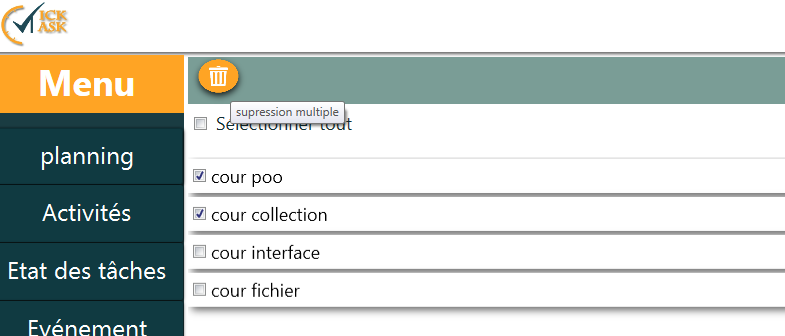 ICK
ASK
Menu
supression multiple
Sélectionner tout
planning
cour poo
Activités
cour collection
cour interface
Etat des tâches
cour fichier
Evénement